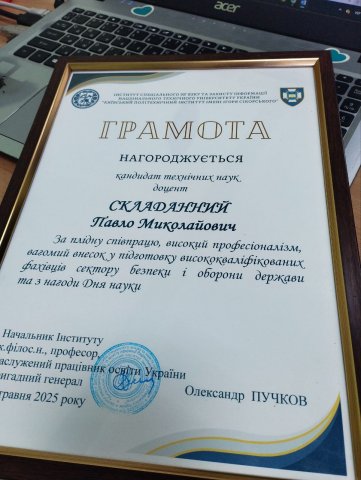 acer
ІНСТИТУТ СПЕЦІАЛЬНОГО ЗВ'ЯЗКУ ТА ЗАХИСТУ ІНФОРМАЦІЇ
НАЦІОНАЛЬНОГО ТЕХНІЧНОГО УНІВЕРСИТЕТУ УКРАЇНИ
"КИЇВСЬКИЙ ПОЛІТЕХНІЧНИЙ ІНСТИТУТ ІМЕНІ ІГОРЯ СІКОРСЬКОГО"
ГРАМОТА
НАГОРОДЖУЄТЬСЯ
кандидат технічних наук
доцент
СКЛАДАННИЙ
Павло Миколайович
За плідну співпрацю, високий професіоналізм,
вагомий внесок у підготовку висококваліфікованих
фахівців сектору безпеки і оборони держави
та з нагоди Дня науки
Начальник Інституту
к.філос.н., професор,
заслужений працівник освіти України
бригадний генерал
Олександр ПУЧКОВ
травня 2025 року